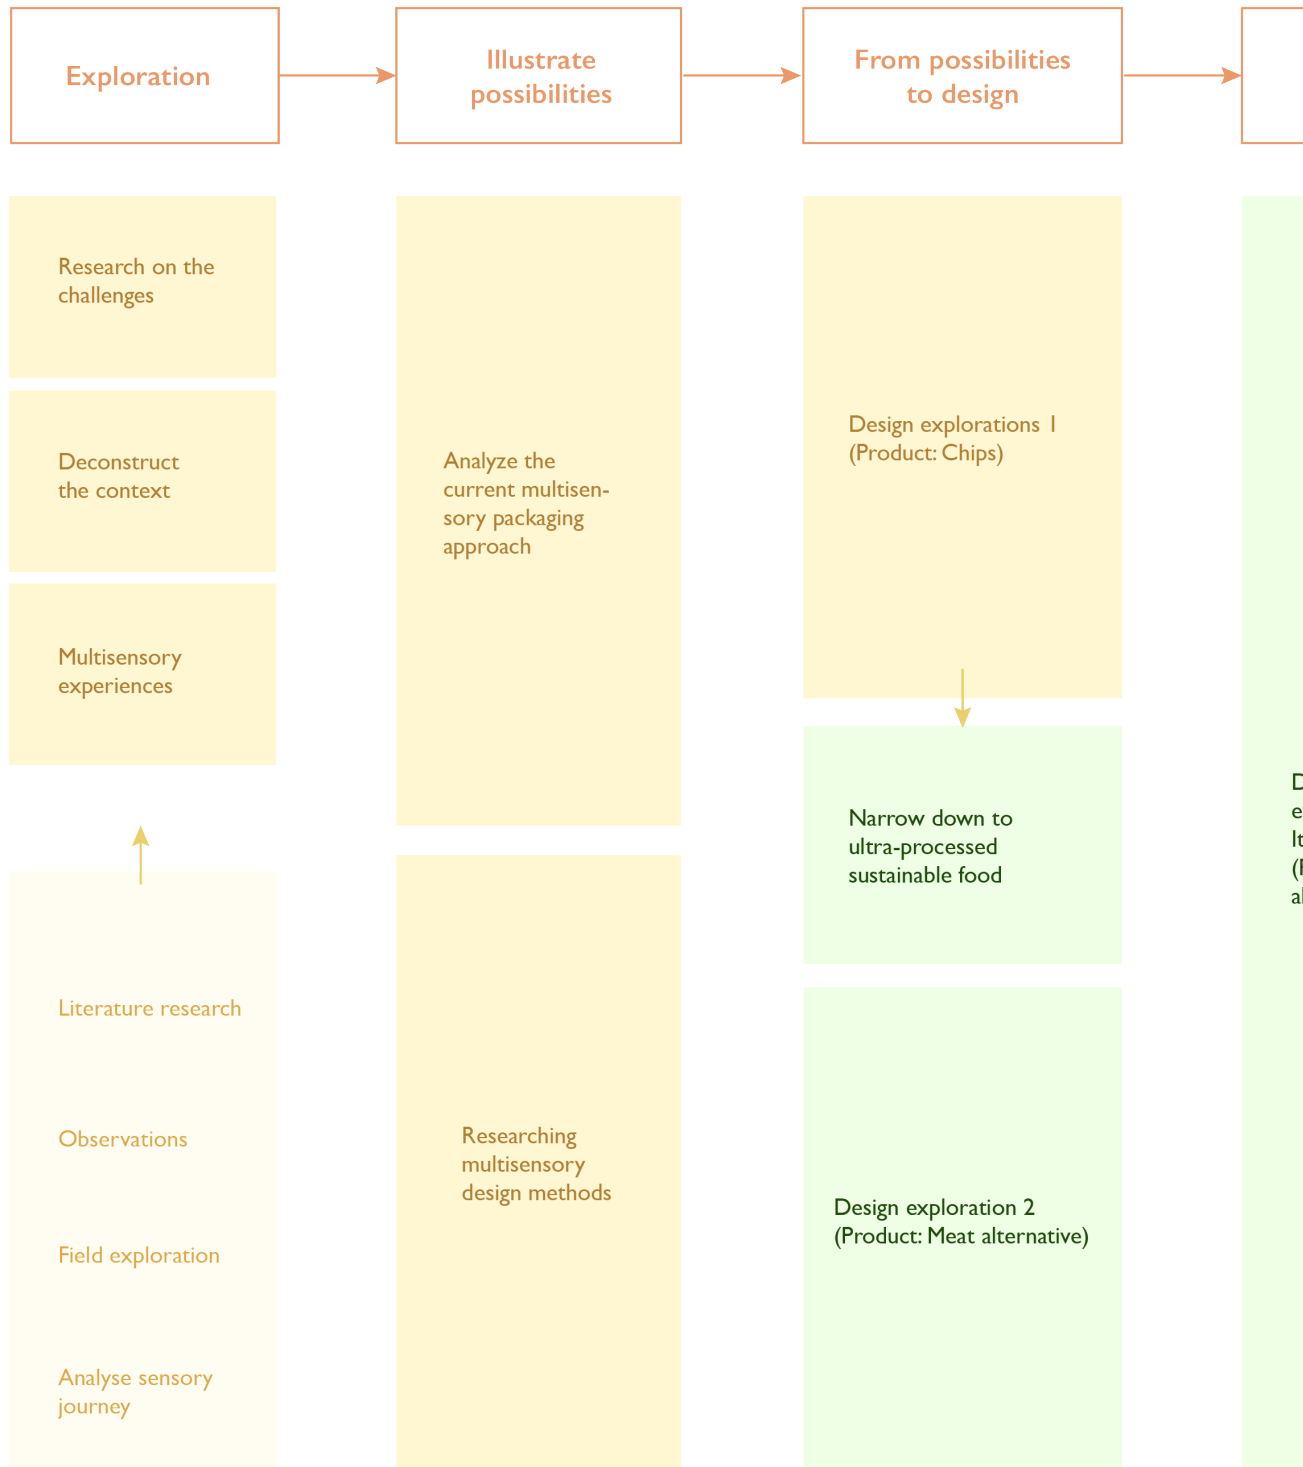 Exploration
Illustrate
possibilities
From possibilities
to design
Research on the
challenges
Deconstruct
the context
Multisensory
experiences
Literature research
Observations
Field exploration
Analyse sensory
journey
Analyze the
current multisen-
sory packaging
approach
Researching
multisensory
design methods
Design explorations 1
(Product: Chips)
Narrow down to
ultra-processed
sustainable food
Design exploration 2
(Product: Meat alternative)